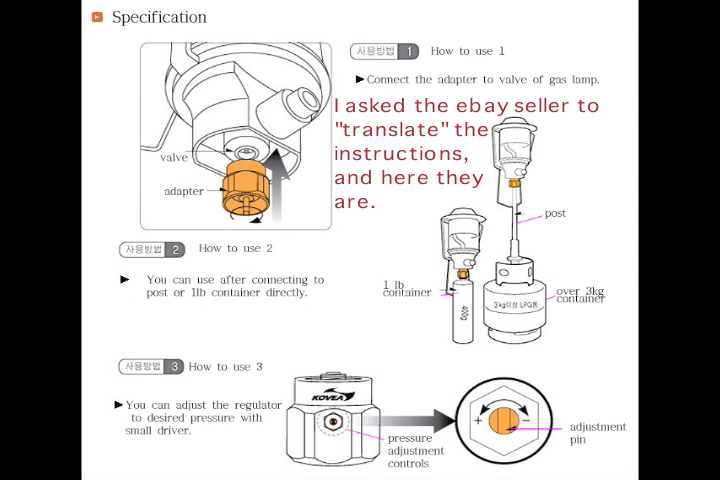 Specification
사용방법 1 How to use 1
▶Connect the adapter to valve of gas lamp.
I asked the ebay seller to
"translate" the
instructions,
and here they
are.
valve
adapter
post
사용방법 2 How to use 2
▶ You can use after connecting to
post or 1lb container directly.
1 lb
container
400g
3kg이상 LPG용
over 3kg
container
사용방법 3 How to use 3
▶You can adjust the regulator
to desired pressure with
small driver.
KOVEA
pressure
adjustment
controls
+ -
adjustment
pin